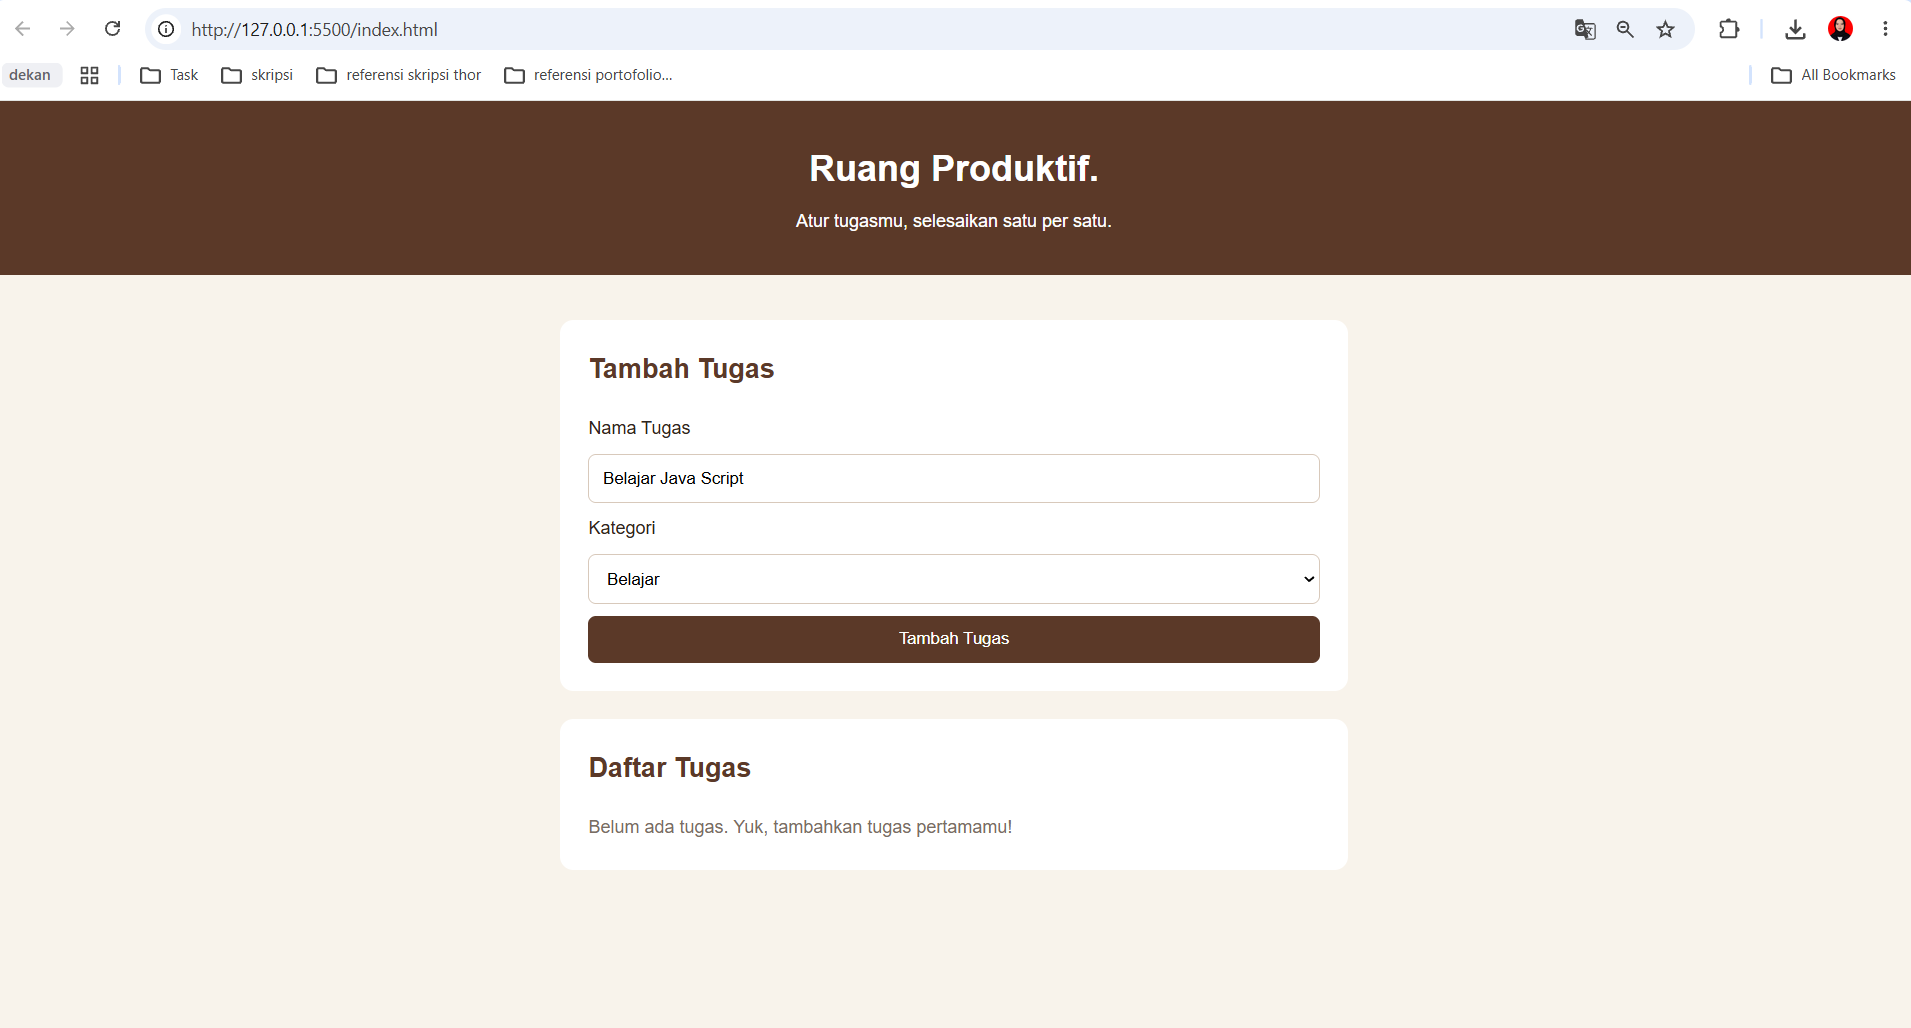 http://127.0.0.1:5500/index.html
dekan Task skripsi referensi skripsi thor referensi portofolio... All Bookmarks
Ruang Produktif.
Atur tugasmu, selesaikan satu per satu.
Tambah Tugas
Nama Tugas
Belajar Java Script
Kategori
Belajar
Tambah Tugas
Daftar Tugas
Belum ada tugas. Yuk, tambahkan tugas pertamamu!